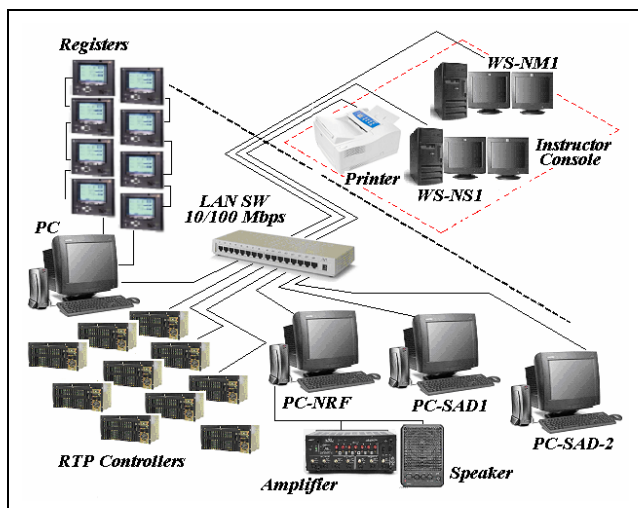 Registers
WS-NM1
Instructor
Console
Printer
WS-NS1
LAN SW
10/100 Mbps
PC
PC-NRF
PC-SAD1
PC-SAD-2
RTP Controllers
Amplifier
Speaker